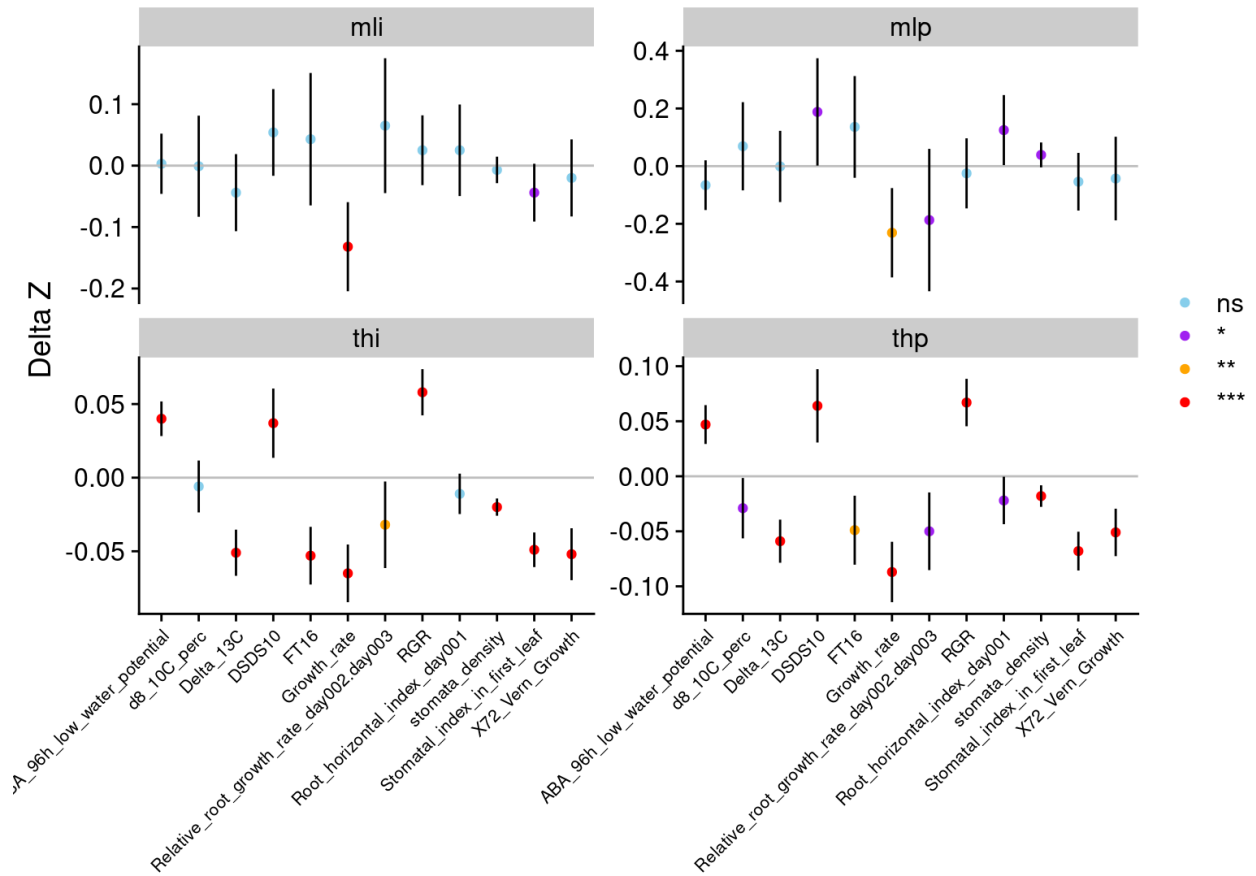 mli
mlp
0.1
0.0
-0.1
-0.2
0.4
0.2
0.0
-0.2
-0.4
Delta Z
thi
thp
0.05
0.00
-0.05
0.10
0.05
0.00
-0.05
-0.10
ns
*
**
***
3A_96h_low_water_potential
d8_10C_perc
Delta_13C
DSDS10
FT16
Growth_rate
Relative_root_growth_rate_day002.day003
RGR
Root_horizontal_index_day001
stomata_density
Stomatal_index_in_first_leaf
X72_Vern_Growth
ABA_96h_low_water_potential
d8_10C_perc
Delta_13C
DSDS10
FT16
Growth_rate
Relative_root_growth_rate_day002.day003
RGR
Root_horizontal_index_day001
stomata_density
Stomatal_index_in_first_leaf
X72_Vern_Growth